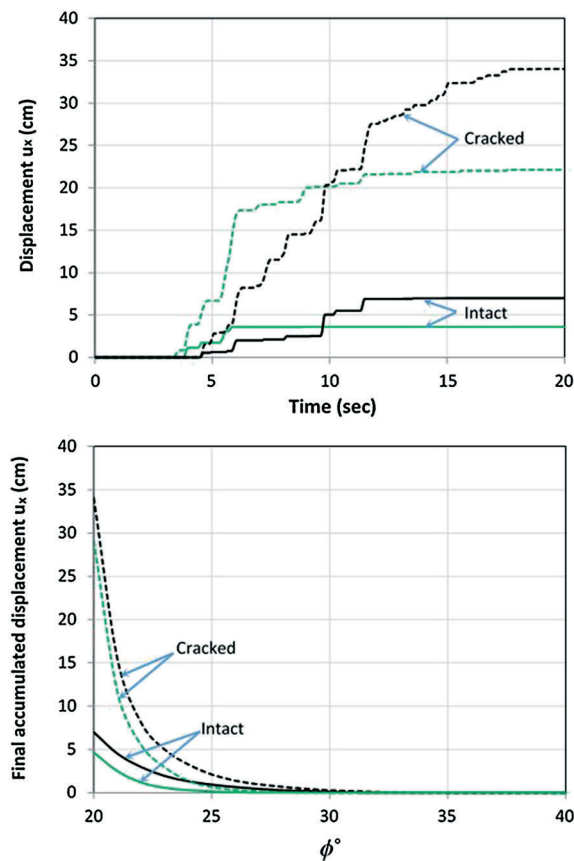 40
35
30
25
20
15
10
5
0
Displacement uₓ (cm)
Cracked
Intact
0 5 10 15 20
Time (sec)
40
35
30
25
20
15
10
5
0
Final accumulated displacement uₓ (cm)
Cracked
Intact
20 25 30 35 40
ϕ°